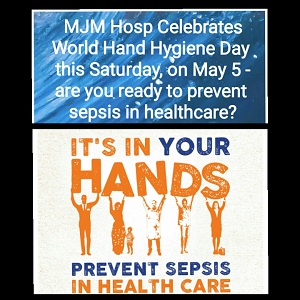 MJM Hosp Celebrates
World Hand Hygiene Day
this Saturday, on May 5 -
are you ready to prevent
sepsis in healthcare?
IT'S IN YOUR
HANDS
PREVENT SEPSIS
IN HEALTH CARE